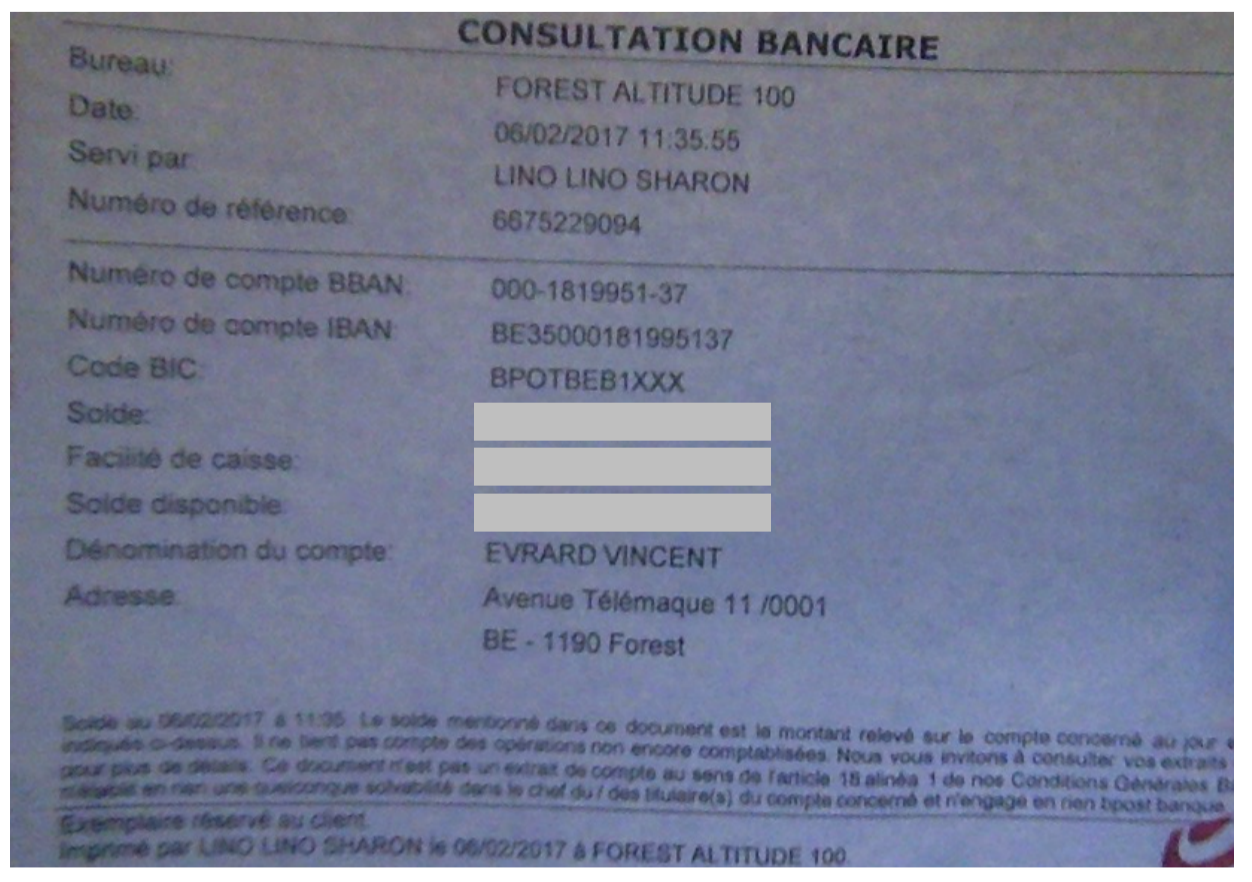 CONSULTATION BANCAIRE
Bureau: FOREST ALTITUDE 100
Date: 06/02/2017 11:35:55
Servi par LINO LINO SHARON
Numéro de référence 6675229094
Numéro de compte BBAN: 000-1819951-37
Numéro de compte IBAN BE35000181995137
Code BIC: BPOTBEB1XXX
Solde:
Facilité de caisse:
Solde disponible:
Dénomination du compte: EVRARD VINCENT
Adresse: Avenue Télémaque 11 /0001
BE - 1190 Forest
Solde au 06/02/2017 à 11:35. Le solde mentionné dans ce document est le montant relevé sur le compte concerné au jour
indiqués ci-dessus. Il ne tient pas compte des opérations non encore comptabilisées. Nous vous invitons à consulter vos extraits
pour plus de détails. Ce document n'est pas un extrait de compte au sens de l'article 18 alinéa 1 de nos Conditions Générales
en rien une quelconque solvabilité dans le chef du / des titulaire(s) du compte concerné et n'engage en rien bpost banque.
Exemplaire réservé au client.
Imprimé par LINO LINO SHARON le 06/02/2017 à FOREST ALTITUDE 100